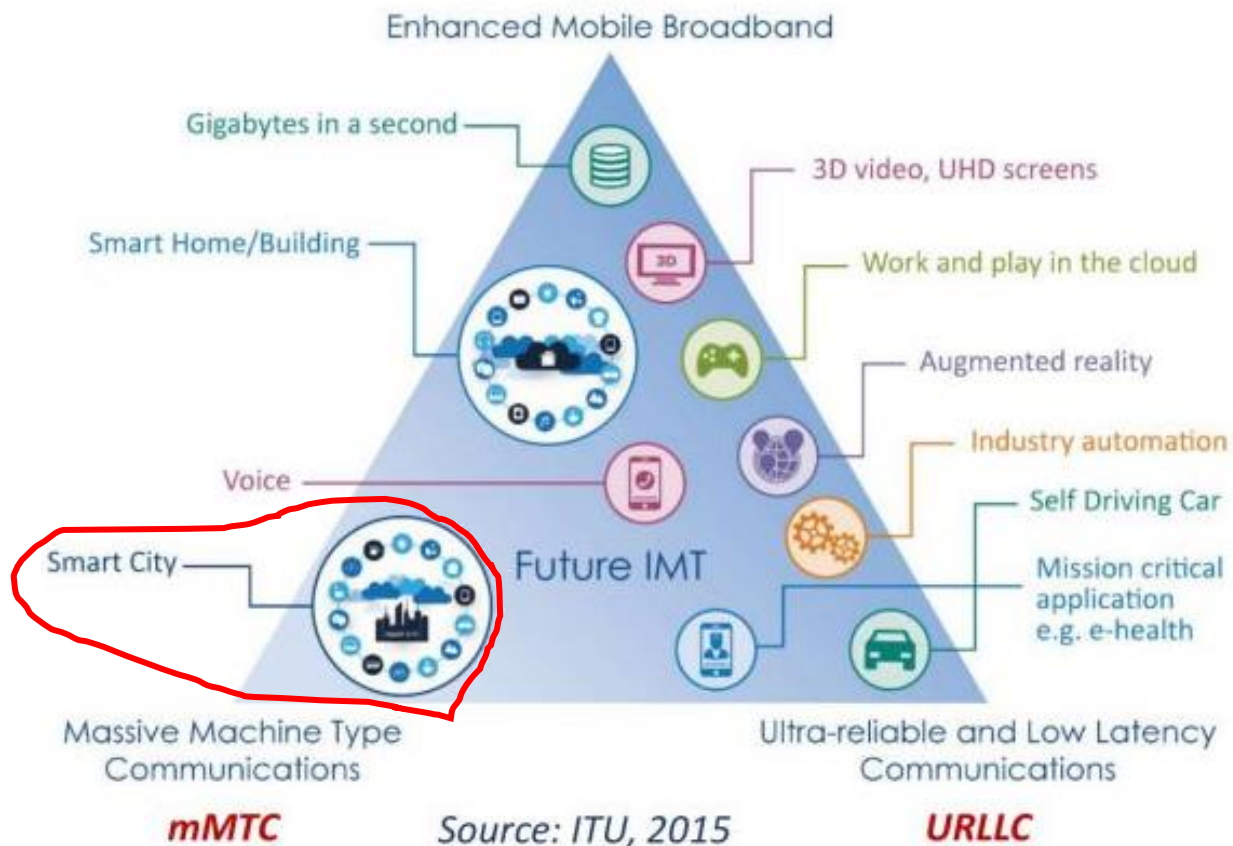 Enhanced Mobile Broadband
Gigabytes in a second
3D video, UHD screens
3D
Smart Home/Building
Work and play in the cloud
Augmented reality
Industry automation
Voice
Self Driving Car
Smart City
Future IMT
Mission critical
application
e.g. e-health
Massive Machine Type
Communications
Ultra-reliable and Low Latency
Communications
mMTC
Source: ITU, 2015
URLLC